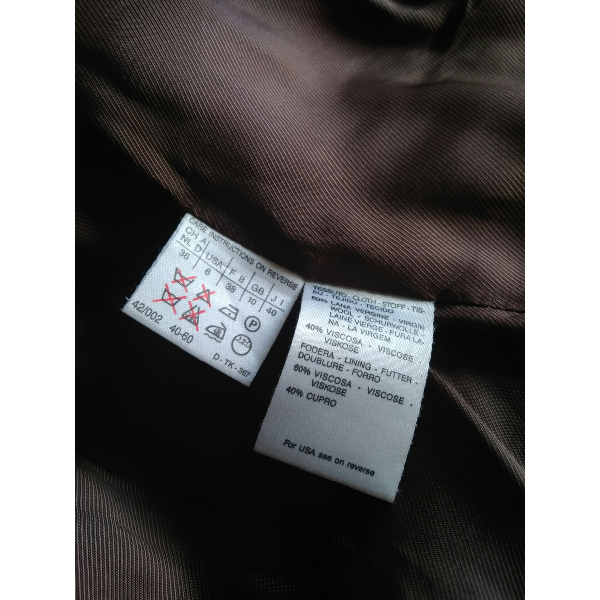 CARE INSTRUCTIONS ON REVERSE
CH A
NL D USA F B GB J I
36 6 38 10 40
P
42/002 40-60
D-TK-367
TESSUTO - CLOTH - STOFF - TIS-
SU - TEJIDO - TECIDO
60% LANA VERGINE - VIRGIN
WOOL - SCHURWOLLE -
LAINE VIERGE - PURA LA-
NA - LA VIRGEM
40% VISCOSA - VISCOSE
VISKOSE
FODERA - LINING - FUTTER -
DOUBLURE - FORRO
60% VISCOSA - VISCOSE -
VISKOSE
40% CUPRO
For USA see on reverse